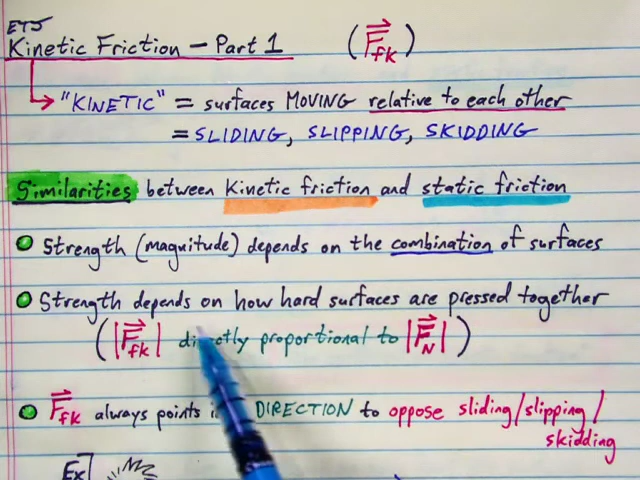 ETJ
Kinetic Friction – Part 1 (F⃗fk)
"KINETIC" = surfaces MOVING relative to each other
= SLIDING, SLIPPING, SKIDDING
Similarities between Kinetic friction and static friction
Strength (magnitude) depends on the combination of surfaces
Strength depends on how hard surfaces are pressed together
(|F⃗fk| directly proportional to |F⃗N|)
F⃗fk always points DIRECTION to oppose sliding/slipping/
skidding
Ex]